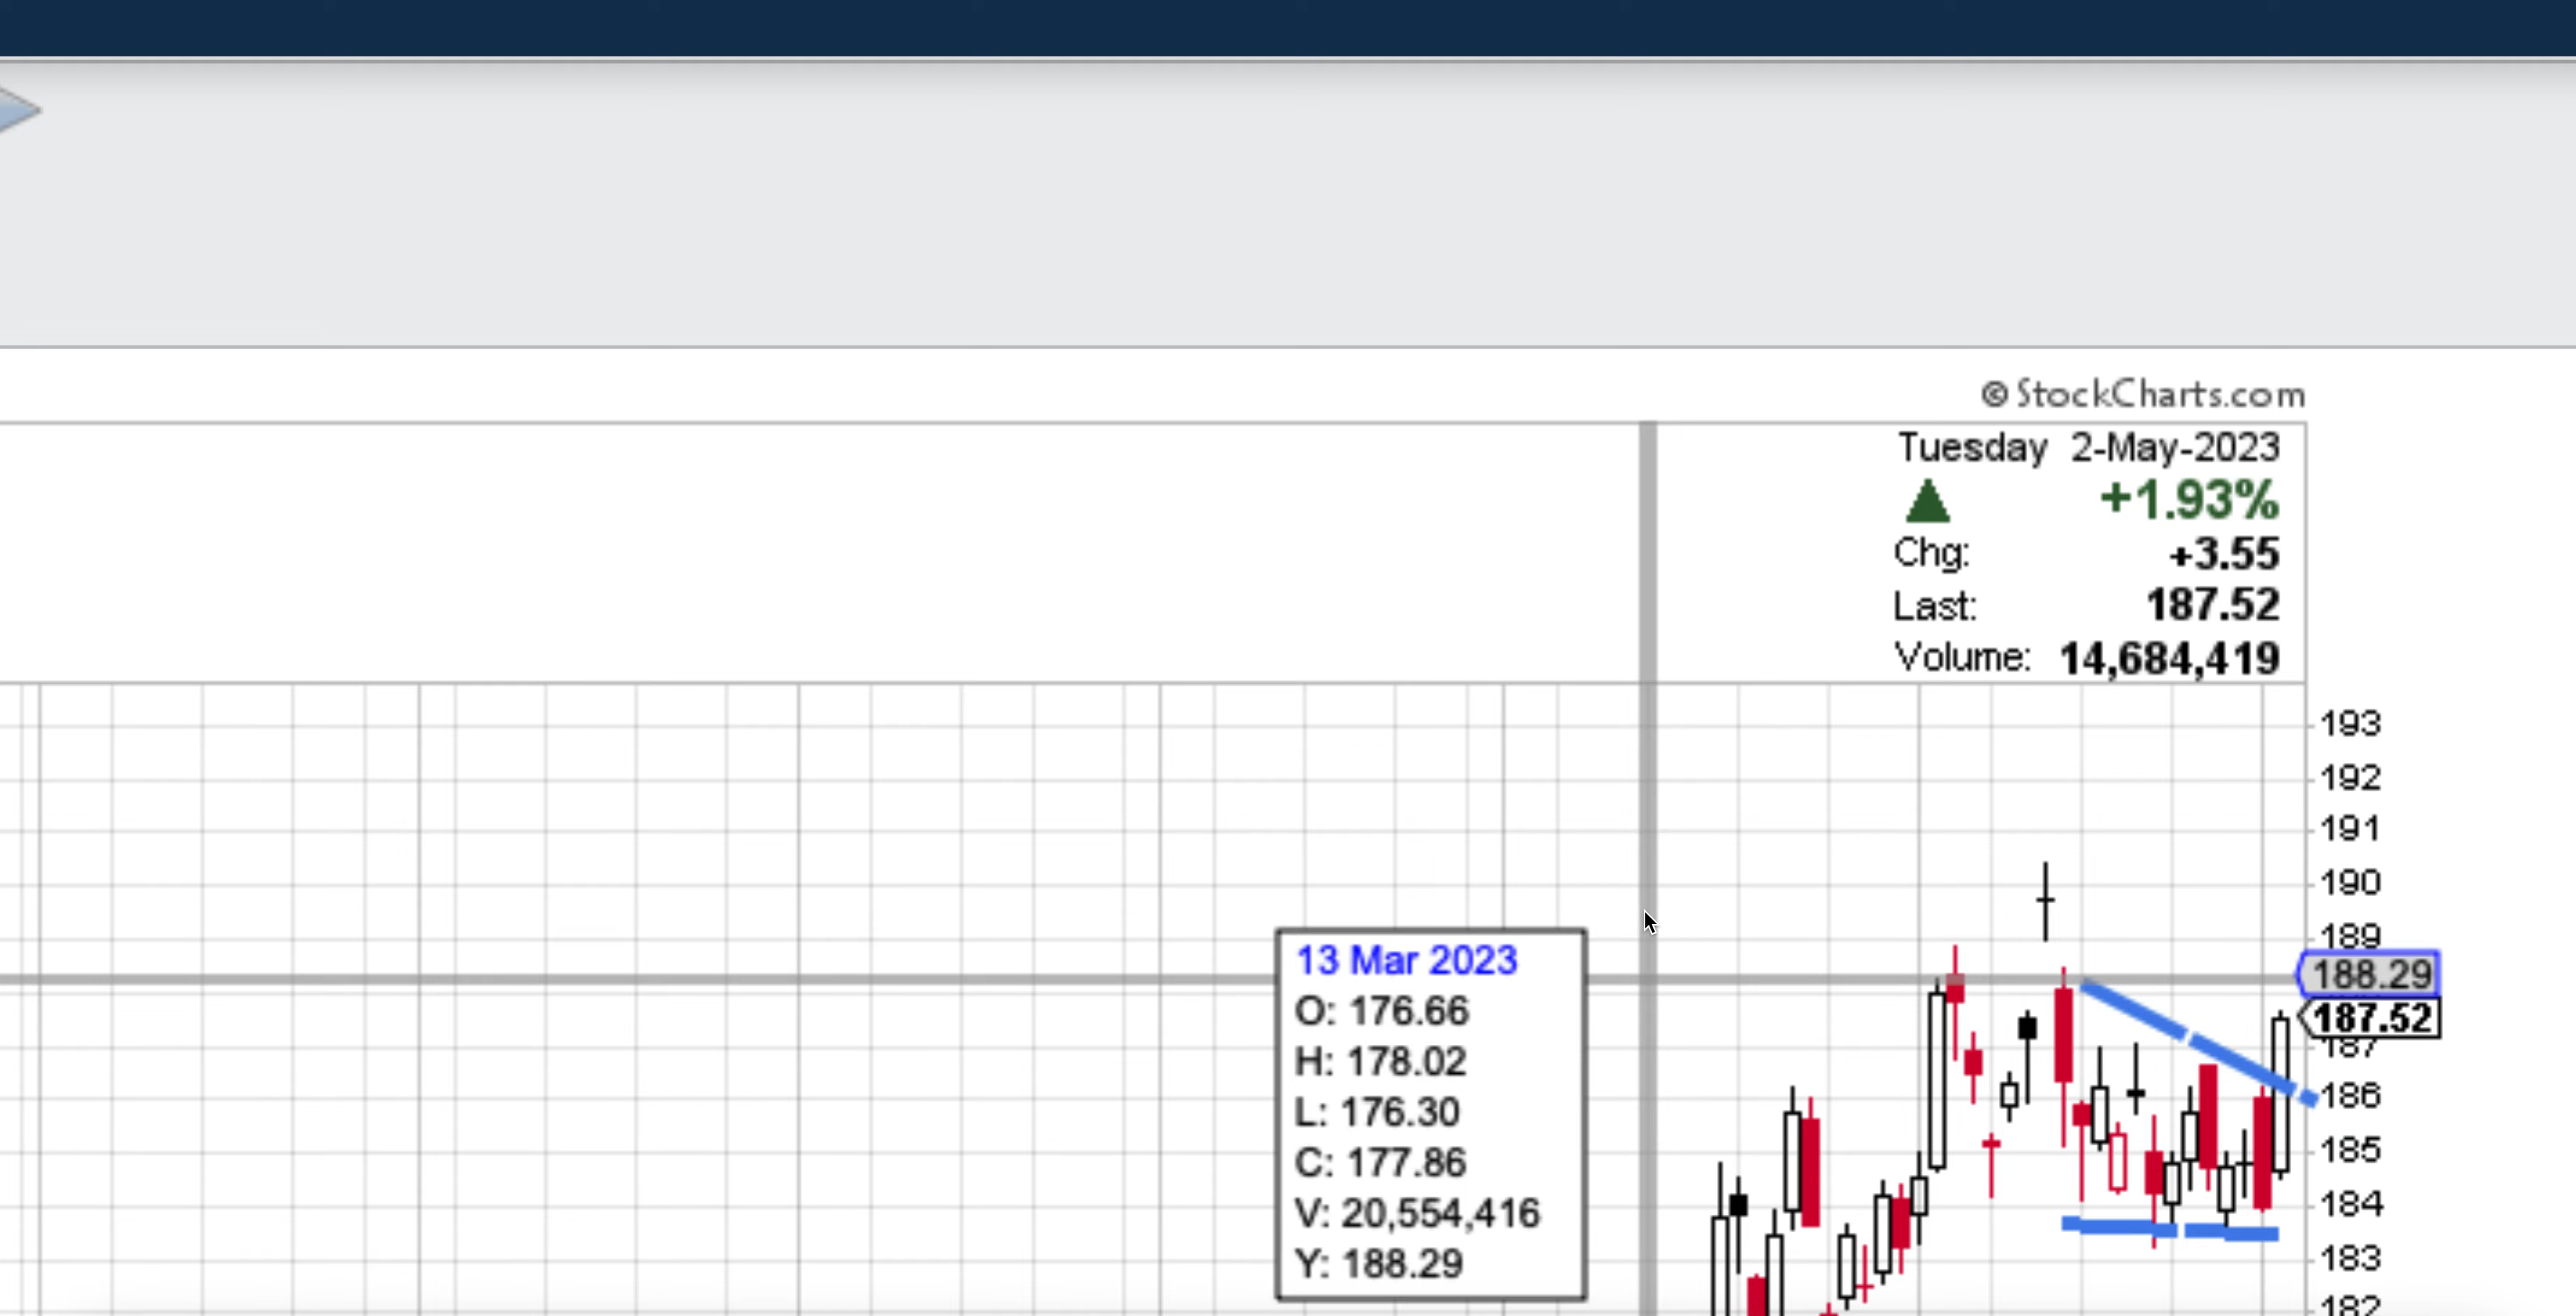 © StockCharts.com
Tuesday 2-May-2023
+1.93%
Chg: +3.55
Last: 187.52
Volume: 14,684,419
193
192
191
190
189
188.29
187.52
187
186
185
184
183
182
13 Mar 2023
O: 176.66
H: 178.02
L: 176.30
C: 177.86
V: 20,554,416
Y: 188.29